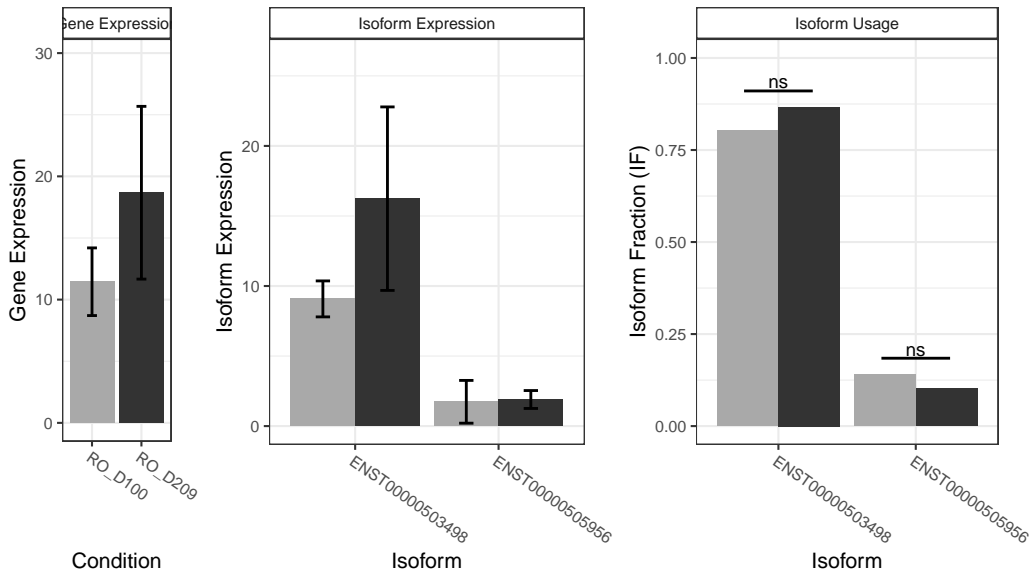 Gene Expression
Gene Expression
30
20
10
0
RO_D100
RO_D209
Condition
Isoform Expression
Isoform Expression
20
10
0
ENST00000503498
ENST00000505956
Isoform
Isoform Usage
Isoform Fraction (IF)
1.00
0.75
0.50
0.25
0.00
ns
ns
ENST00000503498
ENST00000505956
Isoform